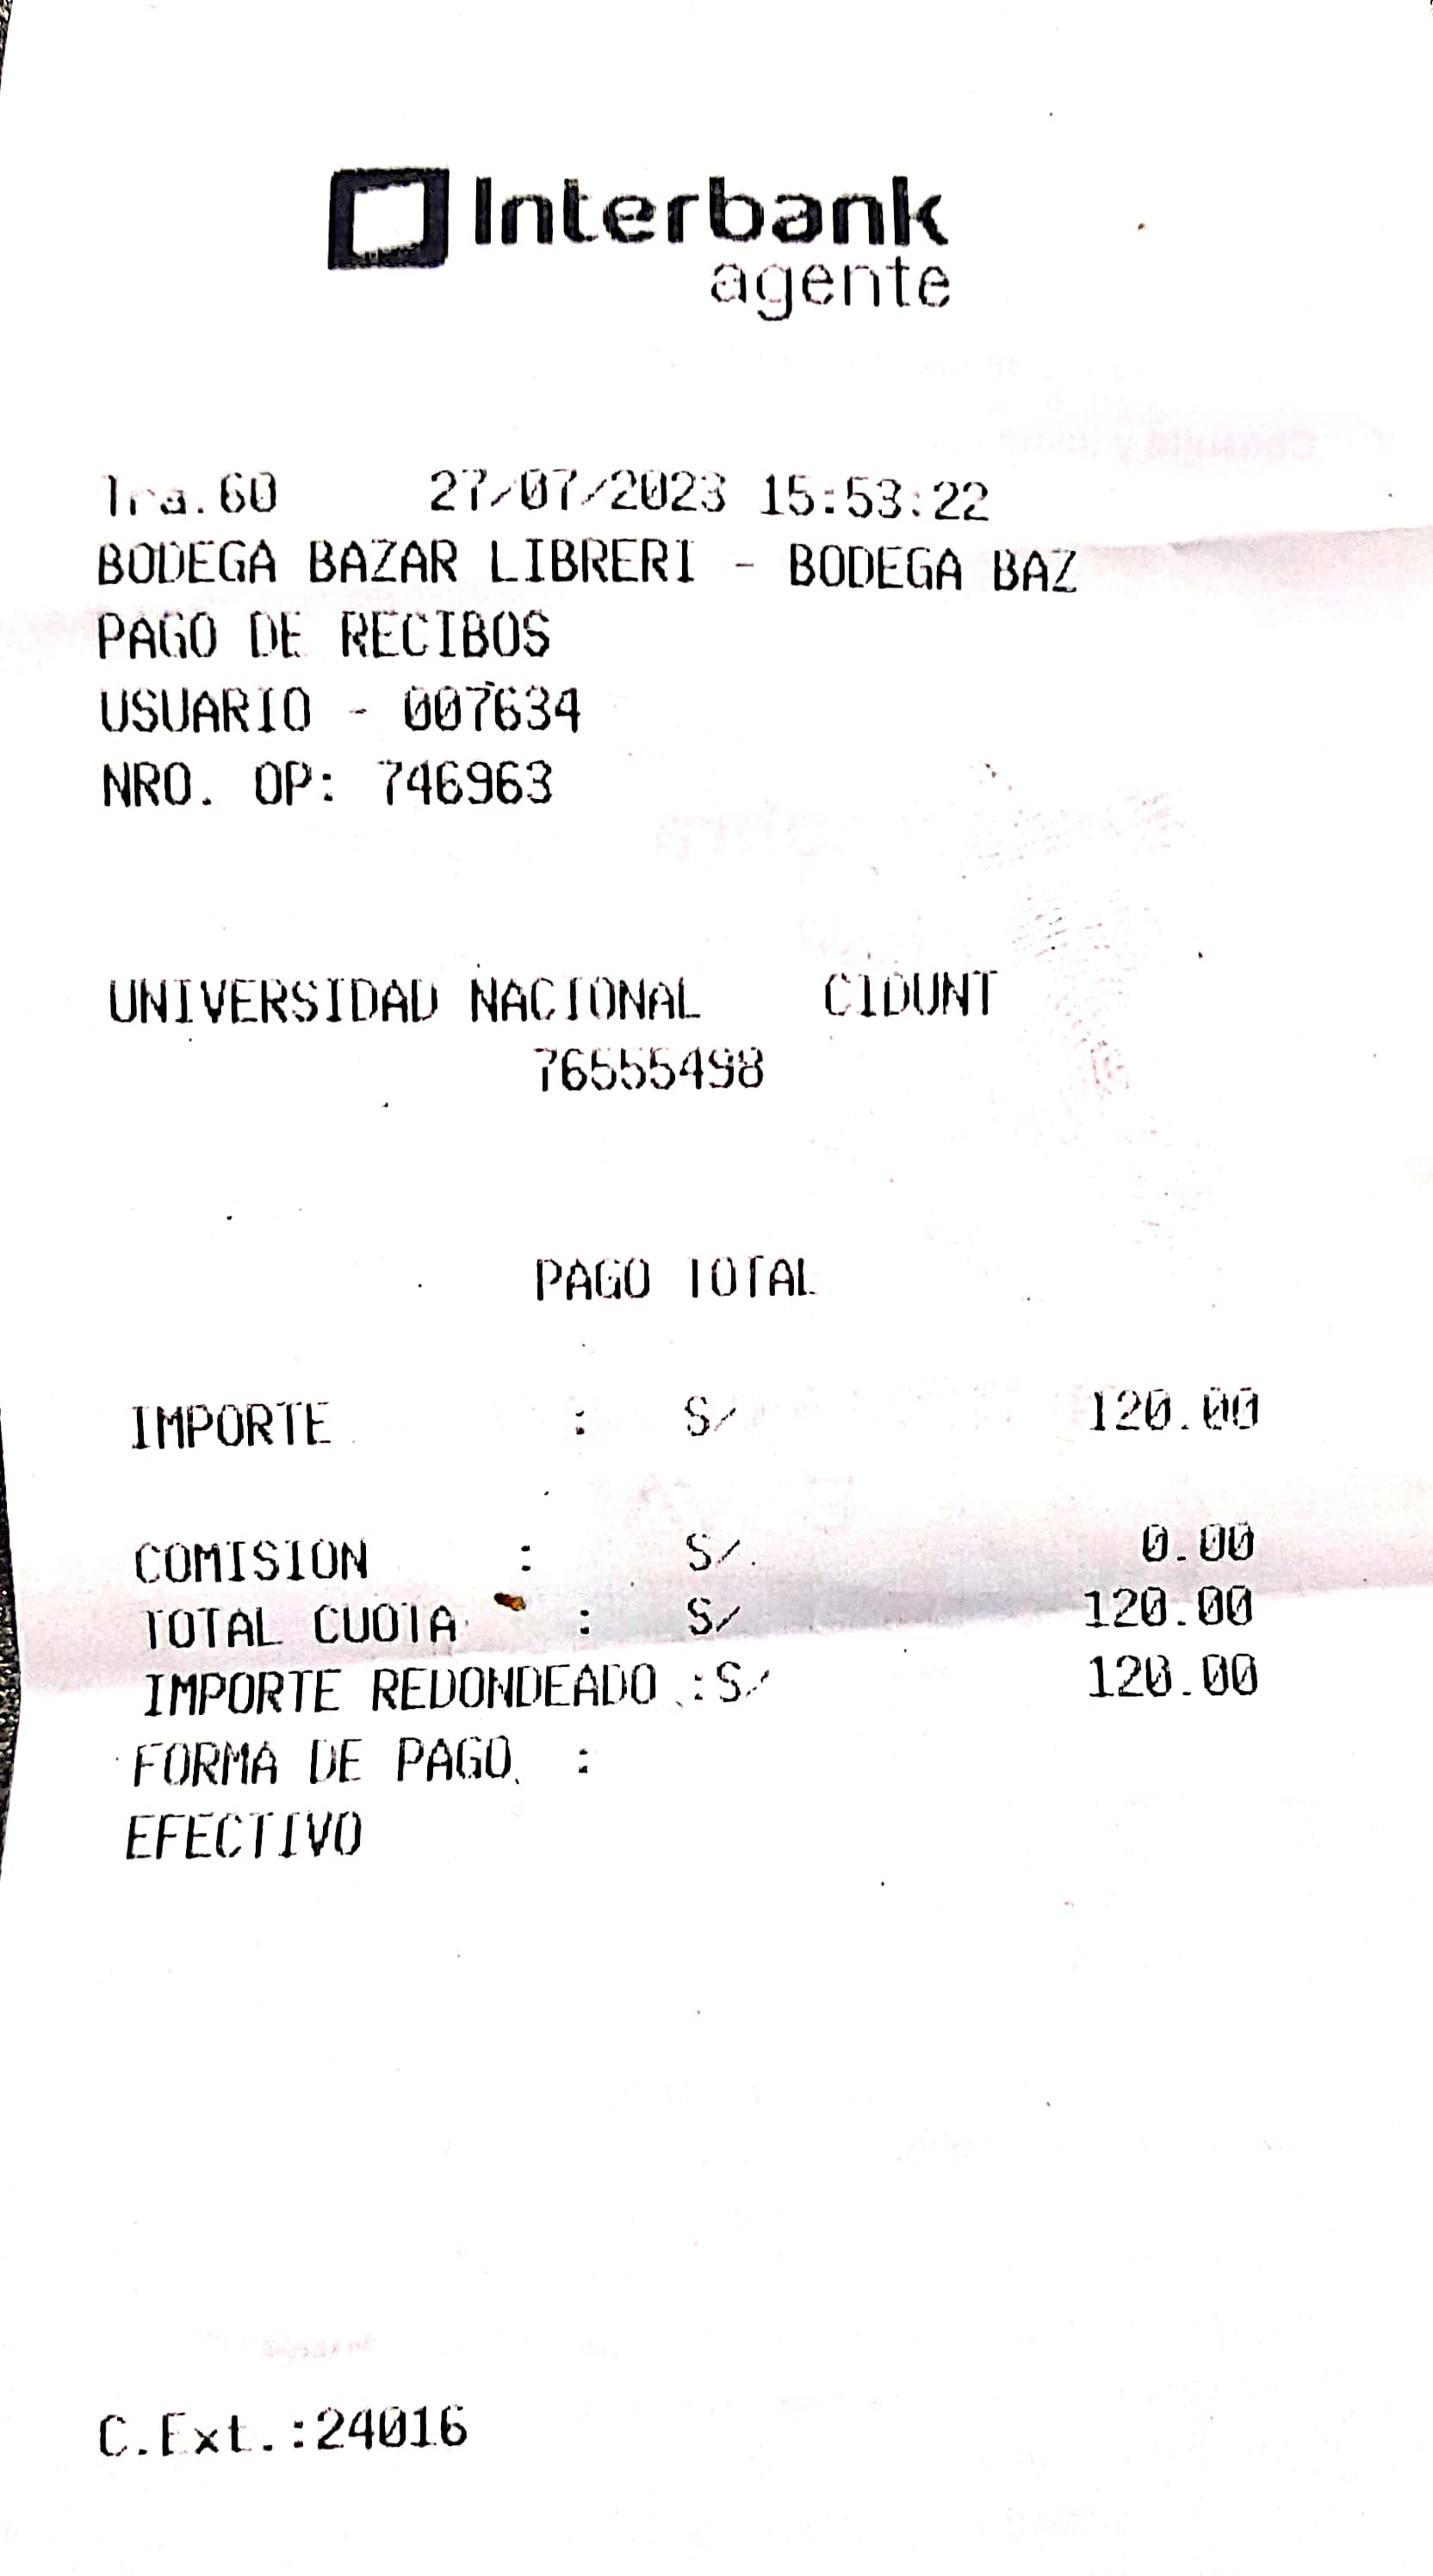 Interbank
agente
Tra.60 27/07/2023 15:53:22
BODEGA BAZAR LIBRERI - BODEGA BAZ
PAGO DE RECIBOS
USUARIO - 007634
NRO. OP: 746963
UNIVERSIDAD NACIONAL CIDUNT
76555498
PAGO TOTAL
IMPORTE : S/ 120.00
COMISION : S/. 0.00
TOTAL CUOTA : S/ 120.00
IMPORTE REDONDEADO :S/ 120.00
FORMA DE PAGO :
EFECTIVO
C.Ext.:24016